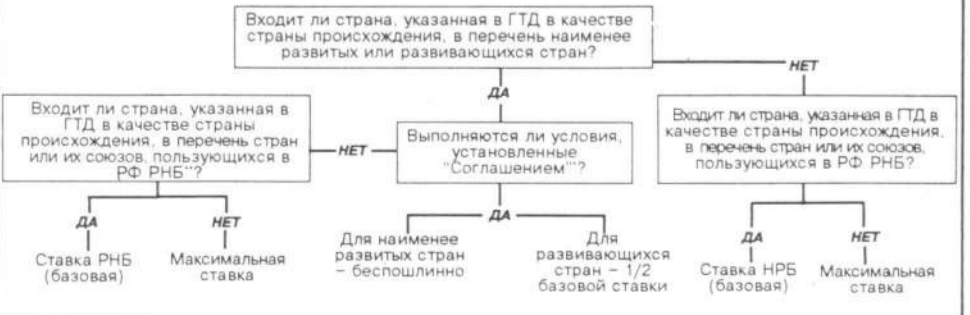 Входит ли страна, указанная в ГТД в качестве
страны происхождения, в перечень наименее
развитых или развивающихся стран?
НЕТ
ДА
Входит ли страна, указанная в
ГТД в качестве страны
происхождения, в перечень стран
или их союзов, пользующихся в
РФ РНБ**?
НЕТ
Выполняются ли условия,
установленные
"Соглашением"*?
Входит ли страна, указанная в ГТД в
качестве страны происхождения,
в перечень стран или их союзов,
пользующихся в РФ РНБ?
ДА
НЕТ
ДА
ДА
НЕТ
Ставка РНБ
(базовая)
Максимальная
ставка
Для наименее
развитых стран
– беспошлинно
Для
развивающихся
стран – 1/2
базовой ставки
Ставка НРБ
(базовая)
Максимальная
ставка